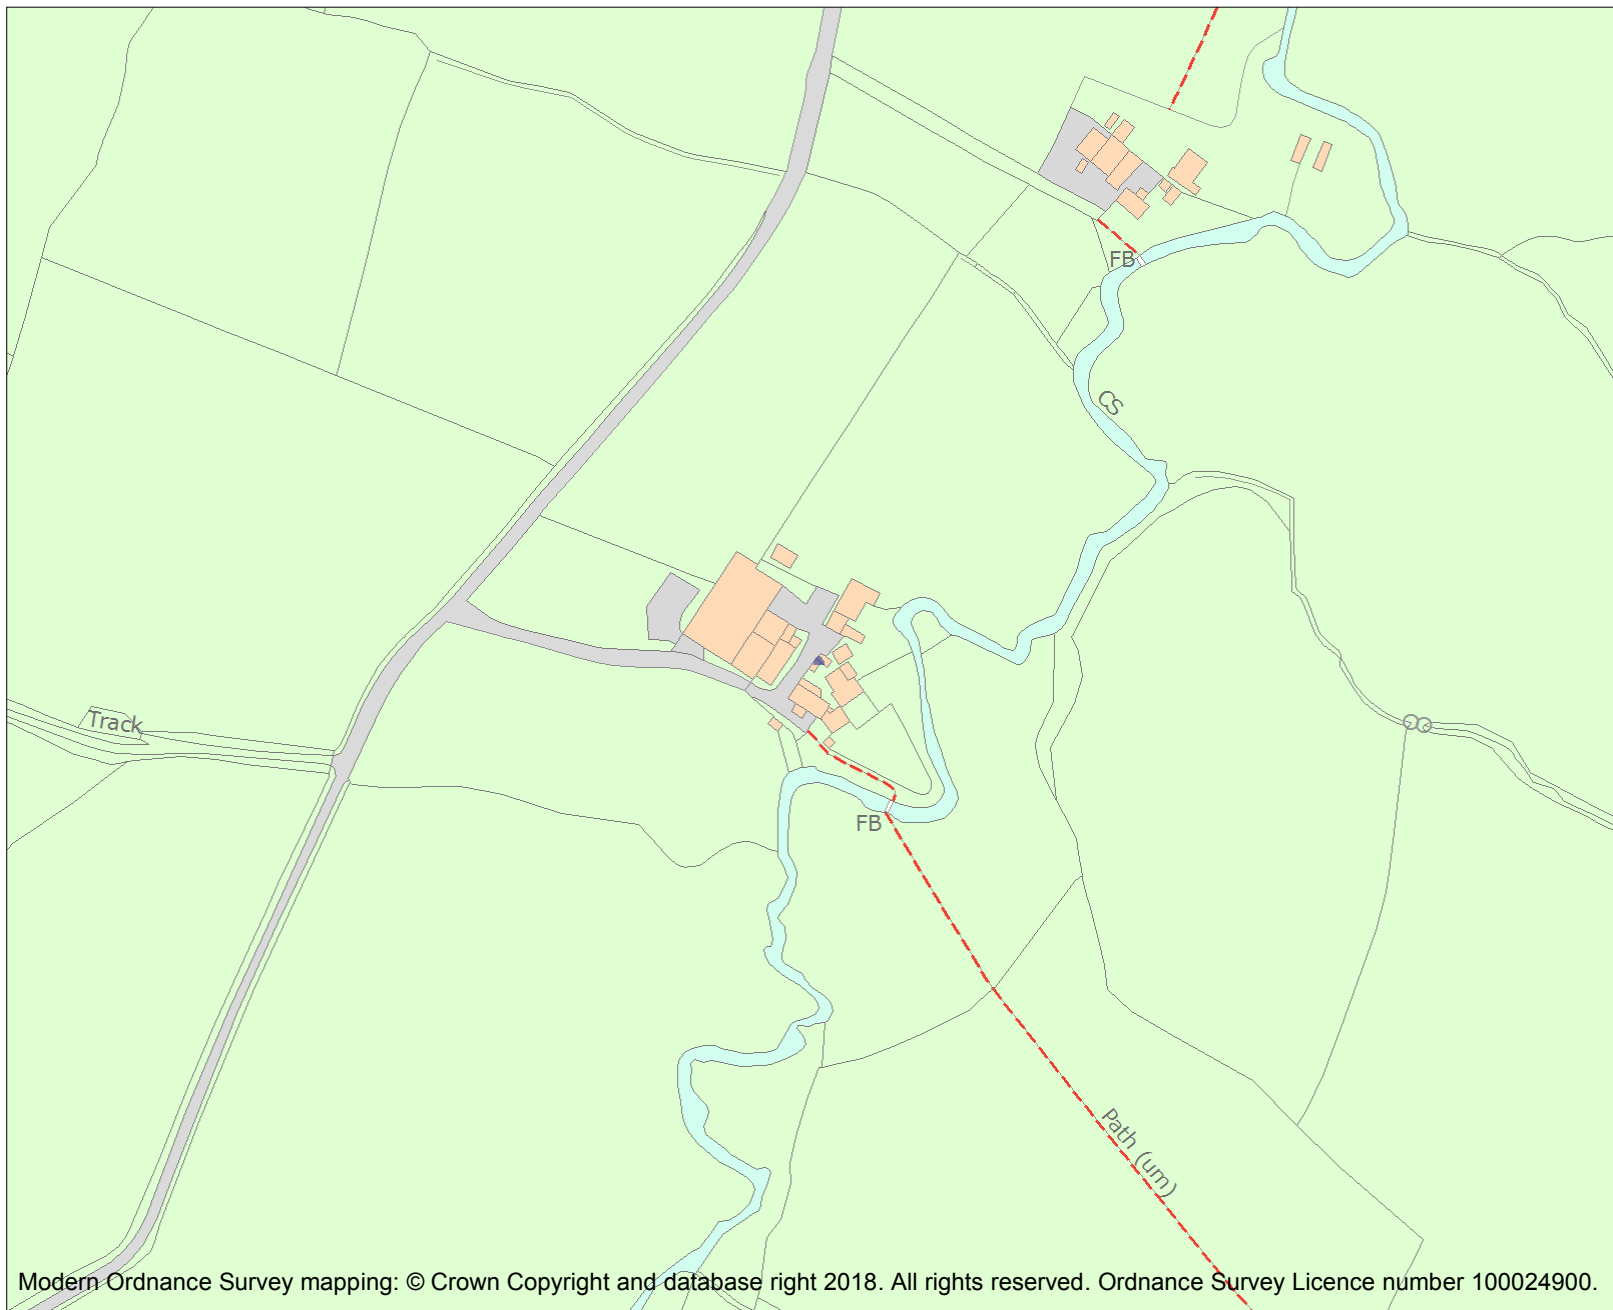 FB
CS
Track
FB
Path (um)
Modern Ordnance Survey mapping: © Crown Copyright and database right 2018. All rights reserved. Ordnance Survey Licence number 100024900.